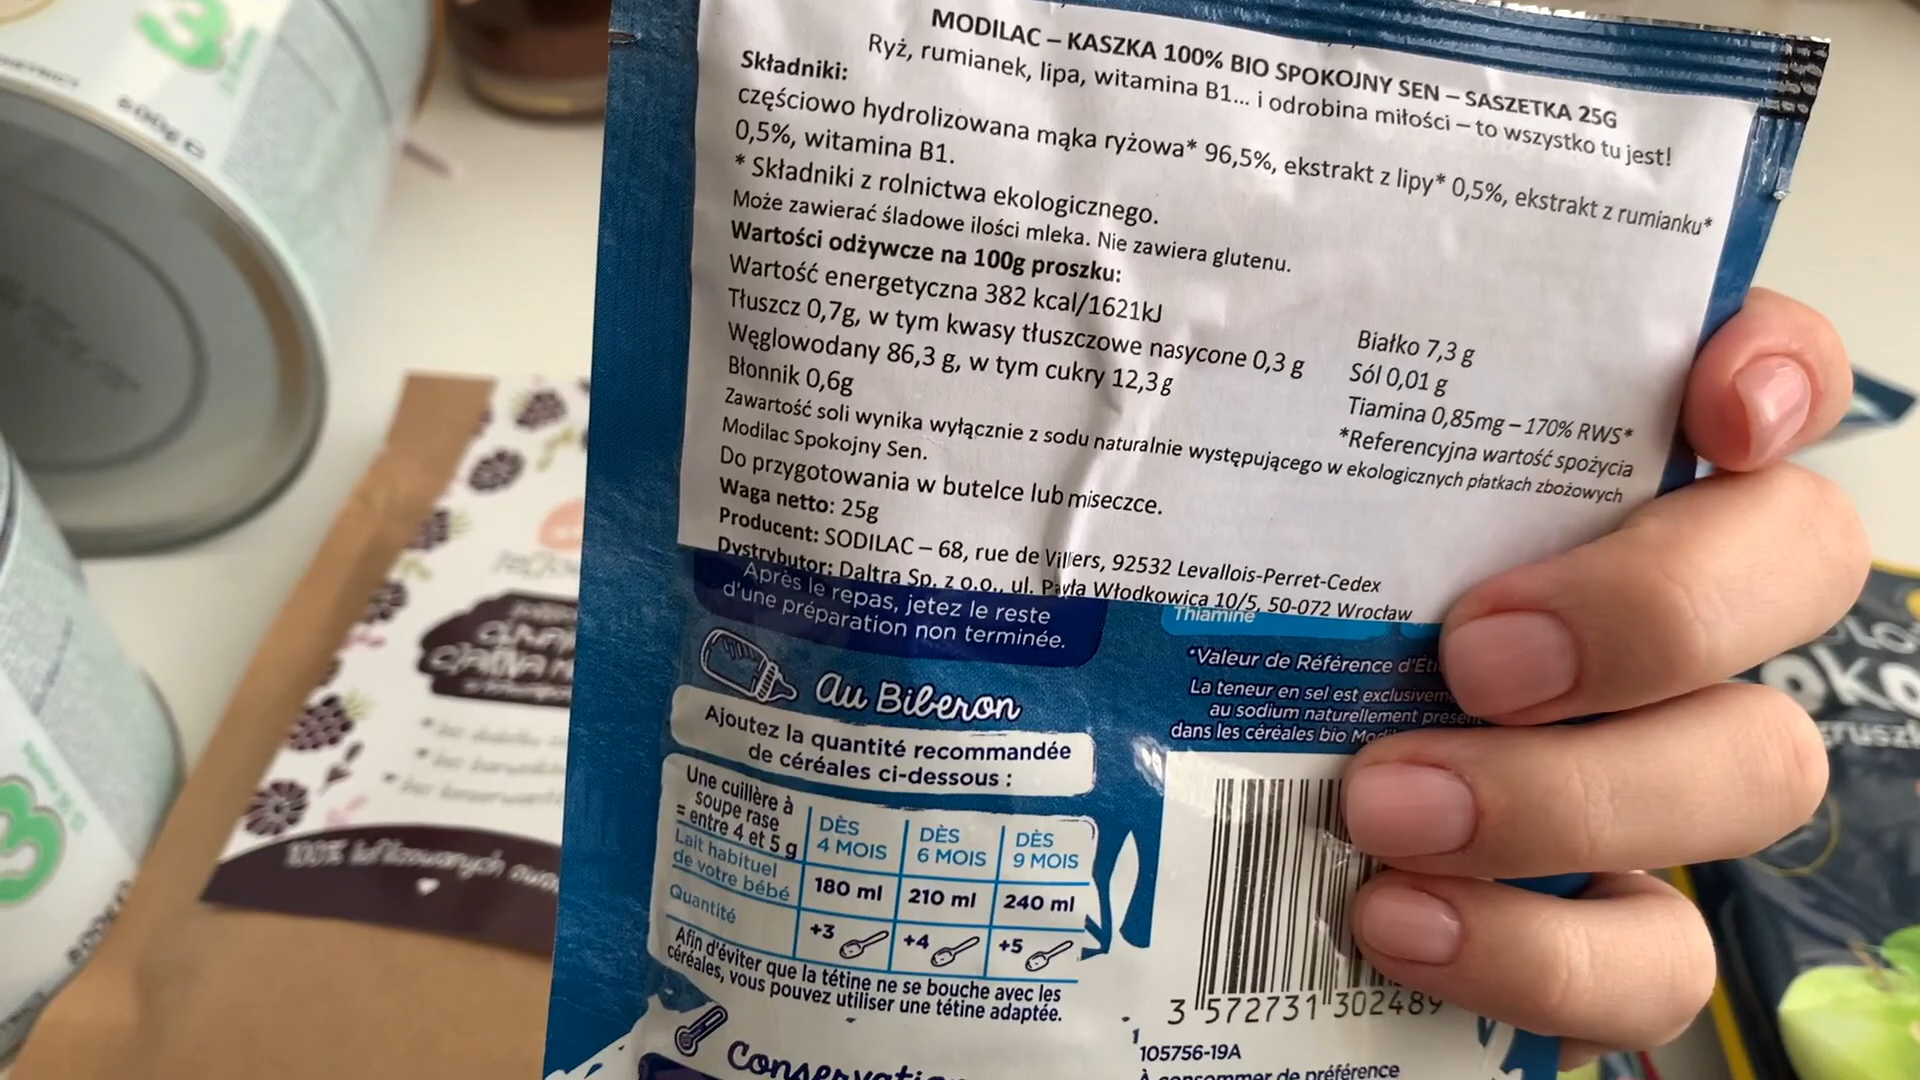 MODILAC – KASZKA 100% BIO SPOKOJNY SEN – SASZETKA 25G
Ryż, rumianek, lipa, witamina B1... i odrobina miłości – to wszystko tu jest!
Składniki:
częściowo hydrolizowana mąka ryżowa* 96,5%, ekstrakt z lipy* 0,5%, ekstrakt z rumianku*
0,5%, witamina B1.
* Składniki z rolnictwa ekologicznego.
Może zawierać śladowe ilości mleka. Nie zawiera glutenu.
Wartości odżywcze na 100g proszku:
Wartość energetyczna 382 kcal/1621kJ
Tłuszcz 0,7g, w tym kwasy tłuszczowe nasycone 0,3 g
Węglowodany 86,3 g, w tym cukry 12,3g
Błonnik 0,6g
Białko 7,3 g
Sól 0,01 g
Tiamina 0,85mg – 170% RWS*
*Referencyjna wartość spożycia
Zawartość soli wynika wyłącznie z sodu naturalnie występującego w ekologicznych płatkach zbożowych
Modilac Spokojny Sen.
Do przygotowania w butelce lub miseczce.
Waga netto: 25g
Producent: SODILAC – 68, rue de Villiers, 92532 Levallois-Perret-Cedex
Dystrybutor: Daltra Sp. z o.o., ul. Pawła Włodkowica 10/5, 50-072 Wrocław
Après le repas, jetez le reste
d'une préparation non terminée.
Thiamine
*Valeur de Référence
La teneur en sel est
au sodium naturellement
dans les céréales bio
Au Biberon
Ajoutez la quantité recommandée
de céréales ci-dessous :
Une cuillère à
soupe rase
= entre 4 et 5 g
DÈS
4 MOIS
DÈS
6 MOIS
DÈS
9 MOIS
Lait habituel
de votre bébé
180 ml
210 ml
240 ml
Quantité
+3
+4
+5
Afin d'éviter que la tétine ne se bouche avec les
céréales, vous pouvez utiliser une tétine adaptée.
3 572731 302489
105756-19A
À consommer de préférence
Conservation
3
600g e
3
100%